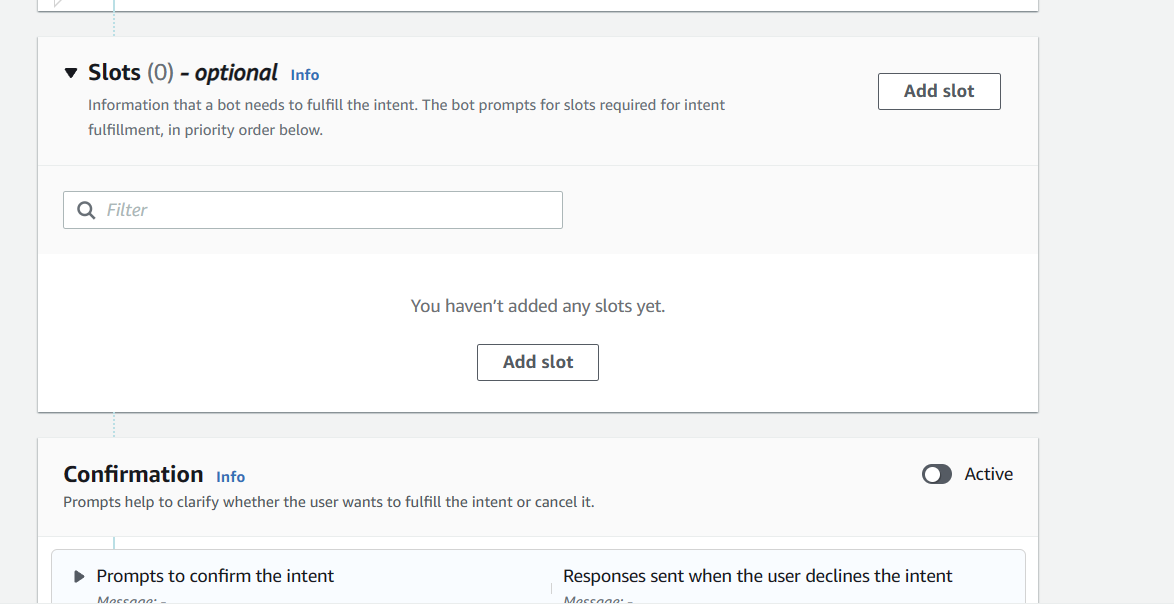 Slots (0) - optional Info
Add slot
Information that a bot needs to fulfill the intent. The bot prompts for slots required for intent
fulfillment, in priority order below.
Filter
You haven’t added any slots yet.
Add slot
Confirmation Info
Active
Prompts help to clarify whether the user wants to fulfill the intent or cancel it.
Prompts to confirm the intent
Responses sent when the user declines the intent
Message: -
Message: -